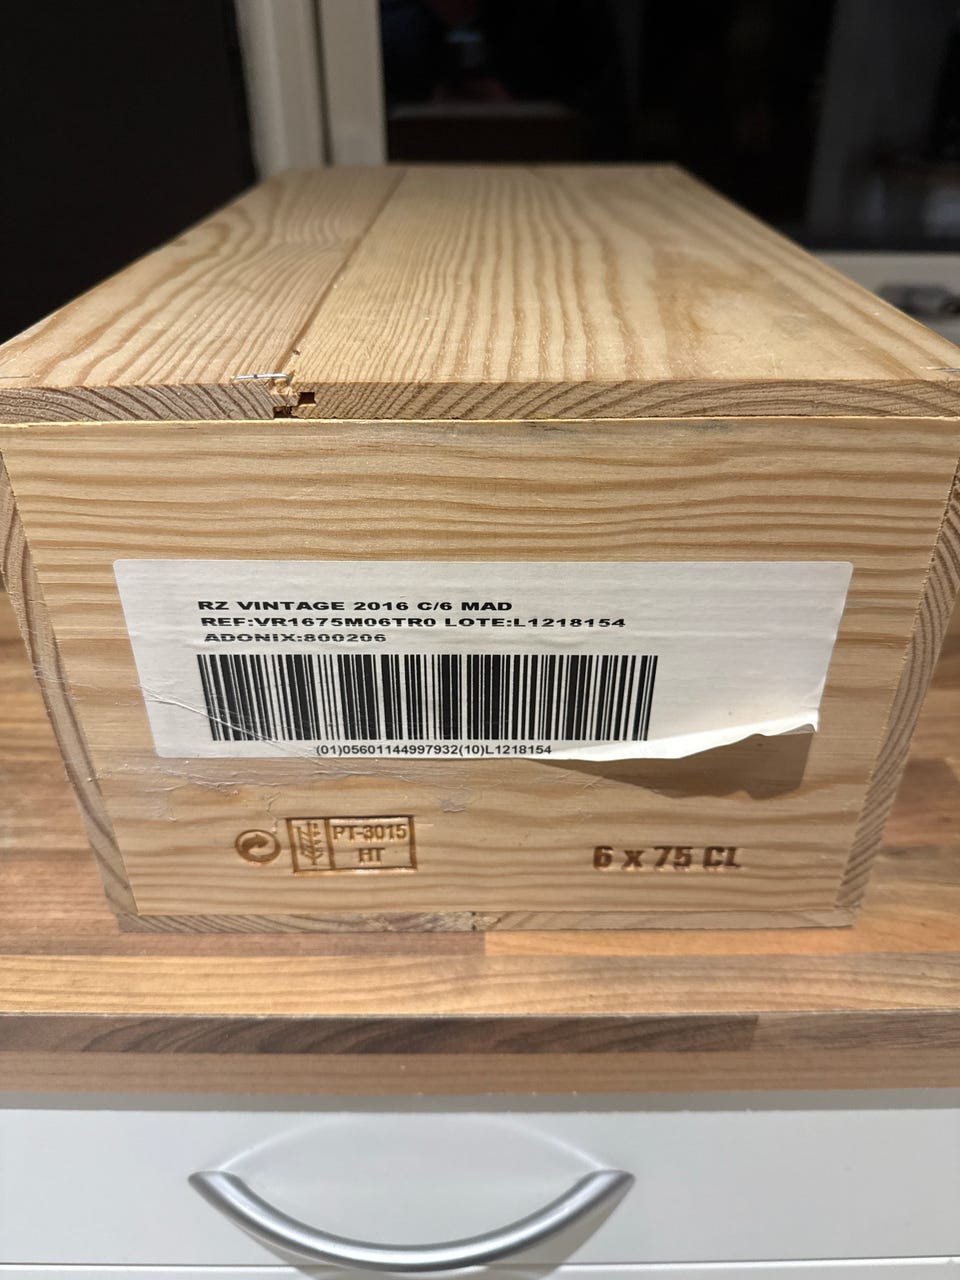 RZ VINTAGE 2016 C/6 MAD
REF:VR1675M06TR0 LOTE:L1218154
ADONIX:800206
(01)05601144997932(10)L1218154
PT-3015
HT
6 x 75 CL